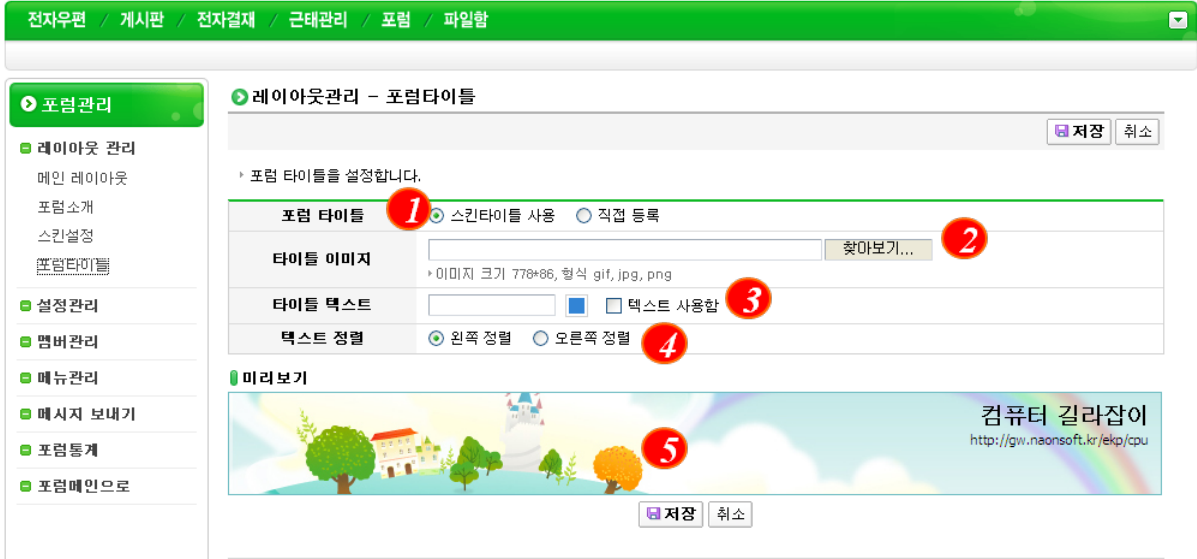 전자우편 / 게시판 / 전자결재 / 근태관리 / 포럼 / 파일함
포럼관리
레이아웃 관리
메인 레이아웃
포럼소개
스킨설정
포럼타이틀
설정관리
멤버관리
메뉴관리
메시지 보내기
포럼통계
포럼메인으로
레이아웃관리 - 포럼타이틀
저장 취소
포럼 타이틀을 설정합니다.
포럼 타이틀 1 스킨타이틀 사용 직접 등록
타이틀 이미지 찾아보기... 2
이미지 크기 778*86, 형식 gif, jpg, png
타이틀 텍스트 텍스트 사용함 3
텍스트 정렬 왼쪽 정렬 오른쪽 정렬 4
미리보기
컴퓨터 길라잡이
http://gw.naonsoft.kr/ekp/cpu
5
저장 취소